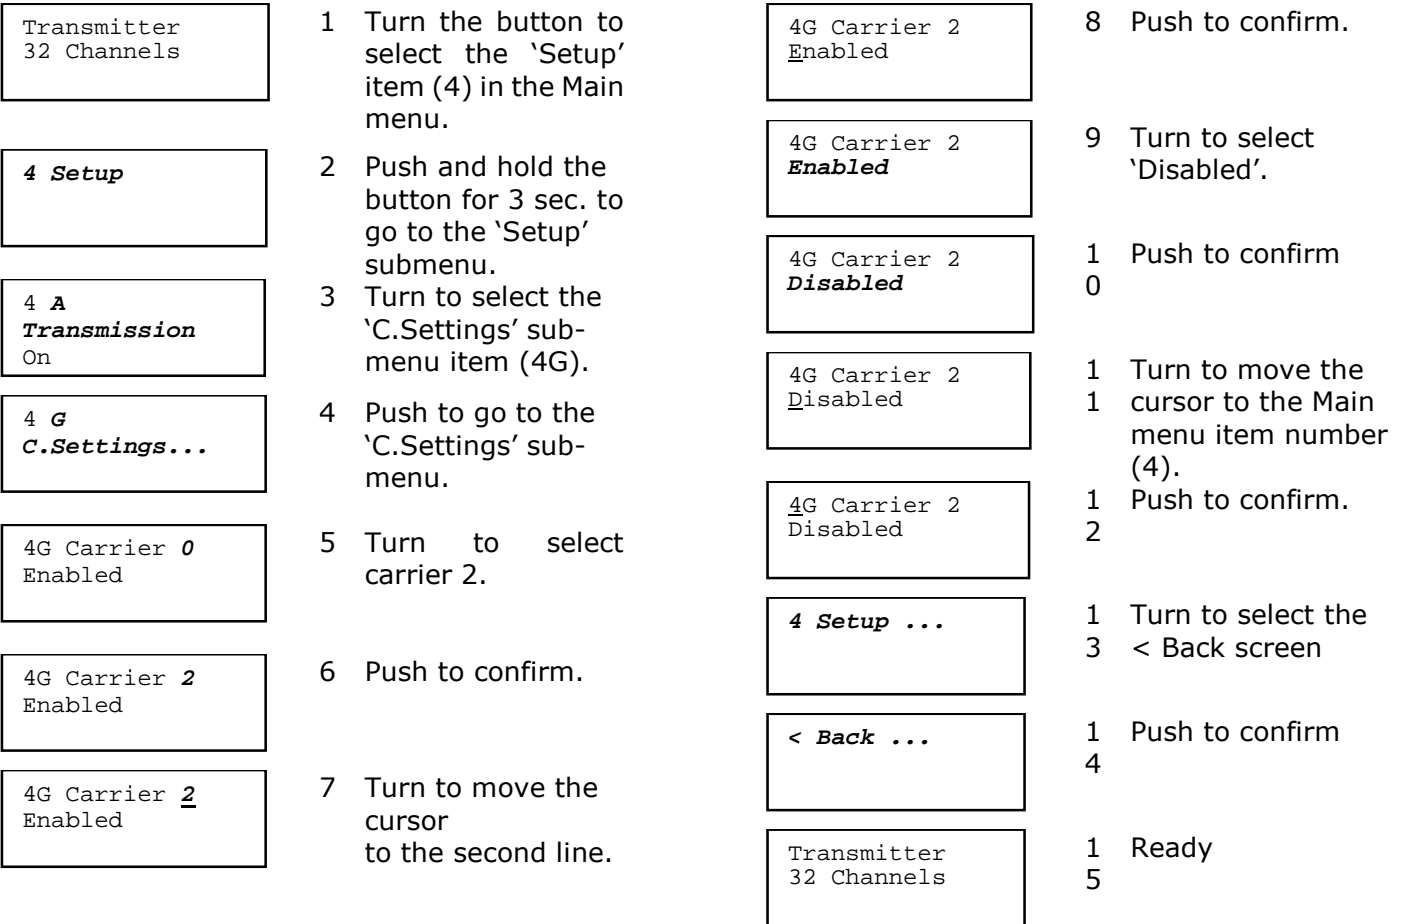 Transmitter
32 Channels
1 Turn the button to
select the ‘Setup’
item (4) in the Main
menu.
4 Setup
2 Push and hold the
button for 3 sec. to
go to the ‘Setup’
submenu.
4 A
Transmission
On
3 Turn to select the
‘C.Settings’ sub-
menu item (4G).
4 G
C.Settings...
4 Push to go to the
‘C.Settings’ sub-
menu.
4G Carrier 0
Enabled
5 Turn to select
carrier 2.
4G Carrier 2
Enabled
6 Push to confirm.
4G Carrier 2
Enabled
7 Turn to move the
cursor
to the second line.
4G Carrier 2
Enabled
8 Push to confirm.
4G Carrier 2
Enabled
9 Turn to select
‘Disabled’.
4G Carrier 2
Disabled
1 Push to confirm
0
4G Carrier 2
Disabled
1 Turn to move the
1 cursor to the Main
menu item number
(4).
4G Carrier 2
Disabled
1 Push to confirm.
2
4 Setup ...
1 Turn to select the
3 < Back screen
< Back ...
1 Push to confirm
4
Transmitter
32 Channels
1 Ready
5